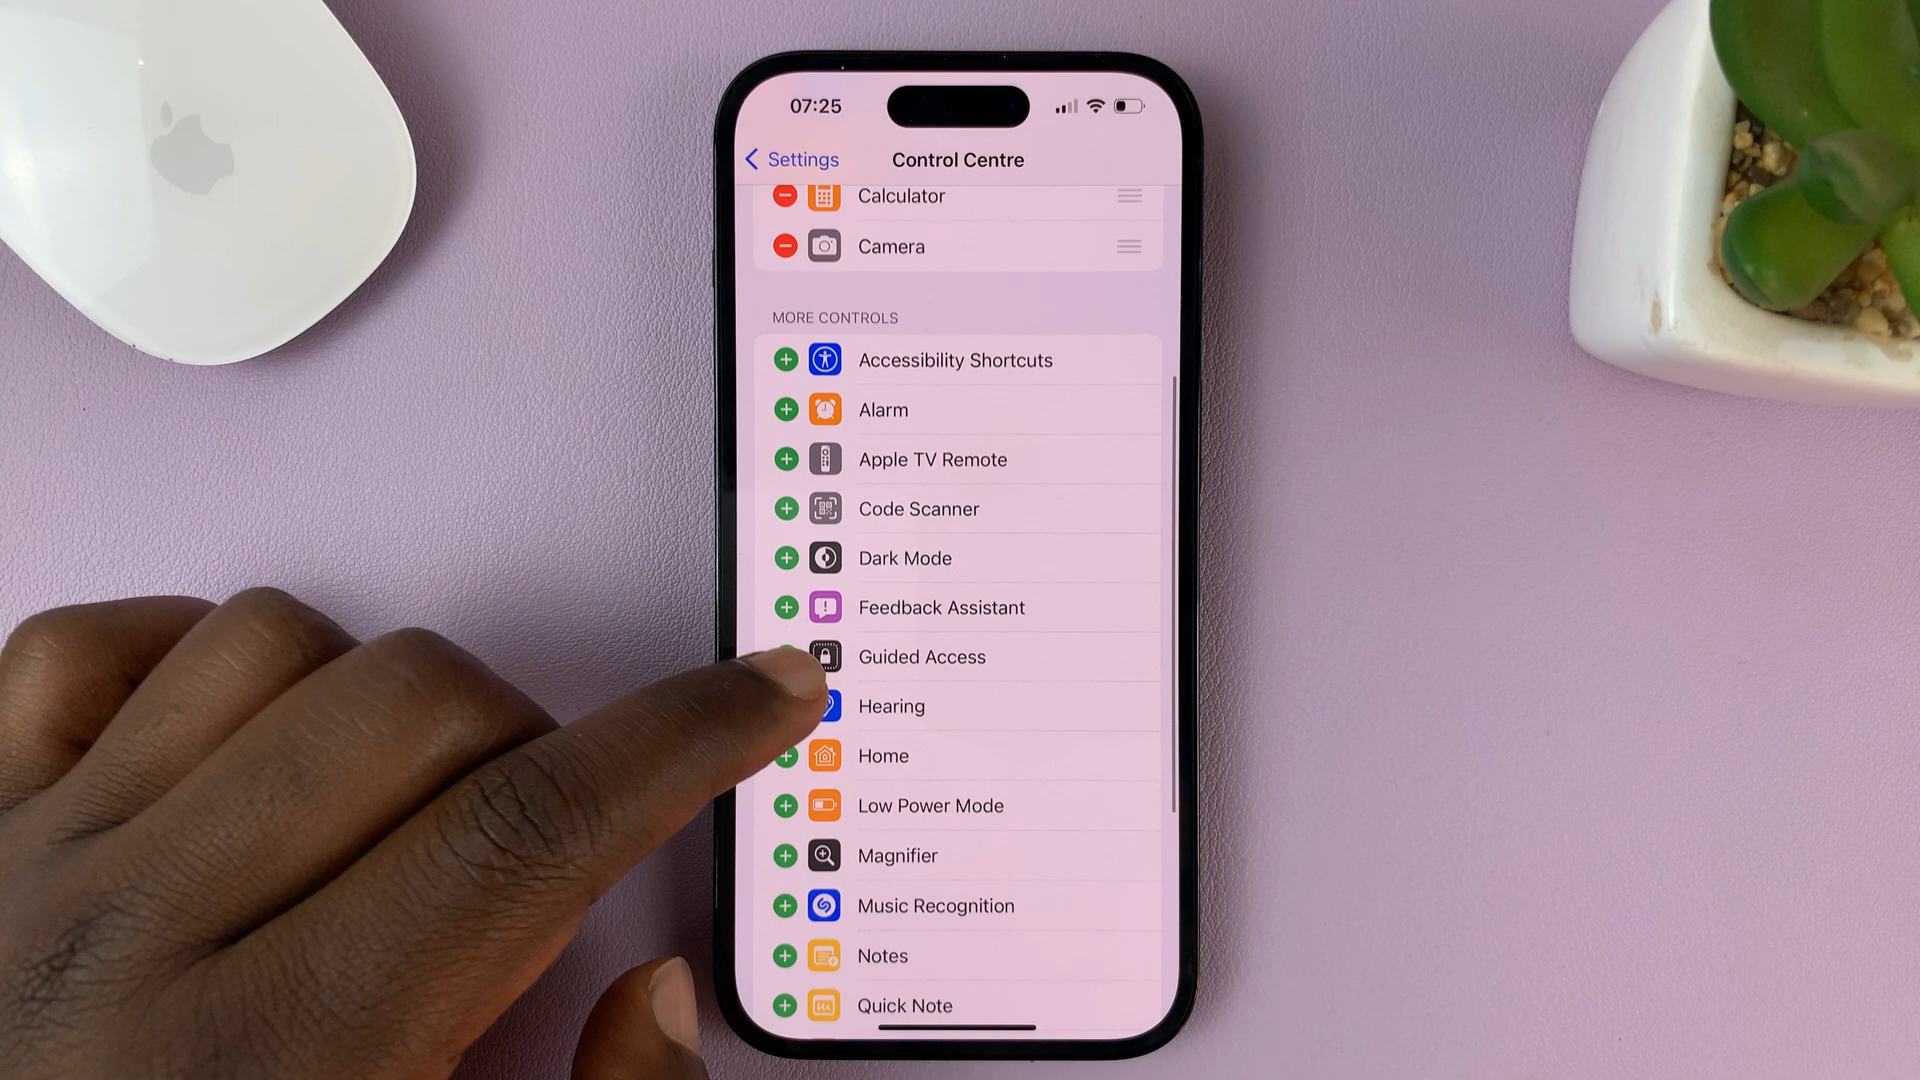 07:25
Settings
Control Centre
Calculator
Camera
MORE CONTROLS
Accessibility Shortcuts
Alarm
Apple TV Remote
Code Scanner
Dark Mode
Feedback Assistant
Guided Access
Hearing
Home
Low Power Mode
Magnifier
Music Recognition
Notes
Quick Note